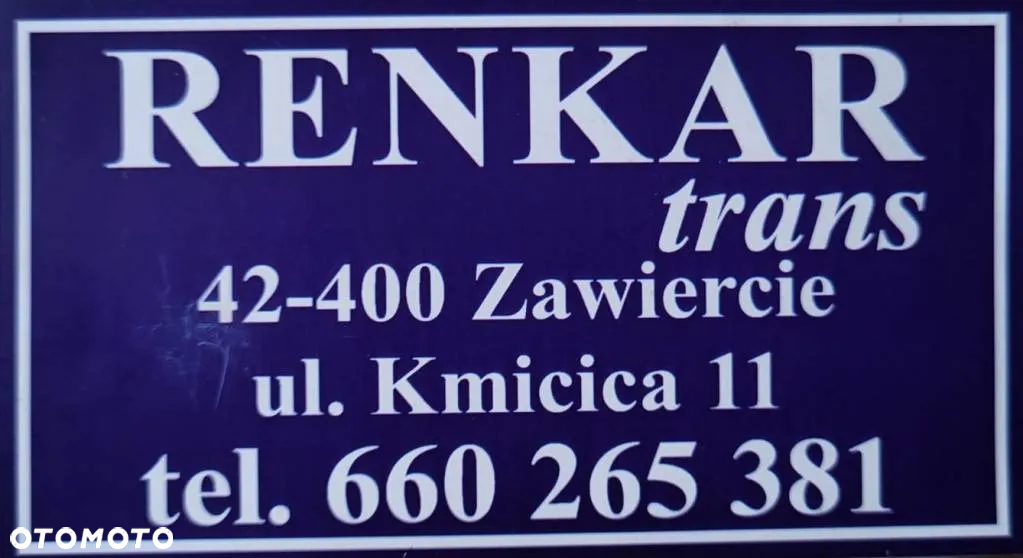 RENKAR
trans
42-400 Zawiercie
ul. Kmicica 11
tel. 660 265 381
OTOMOTO